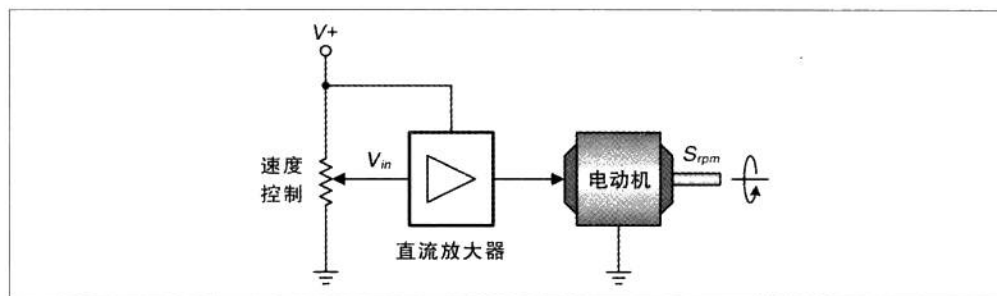 V+
速度
控制
V_in
直流放大器
电动机
S_rpm